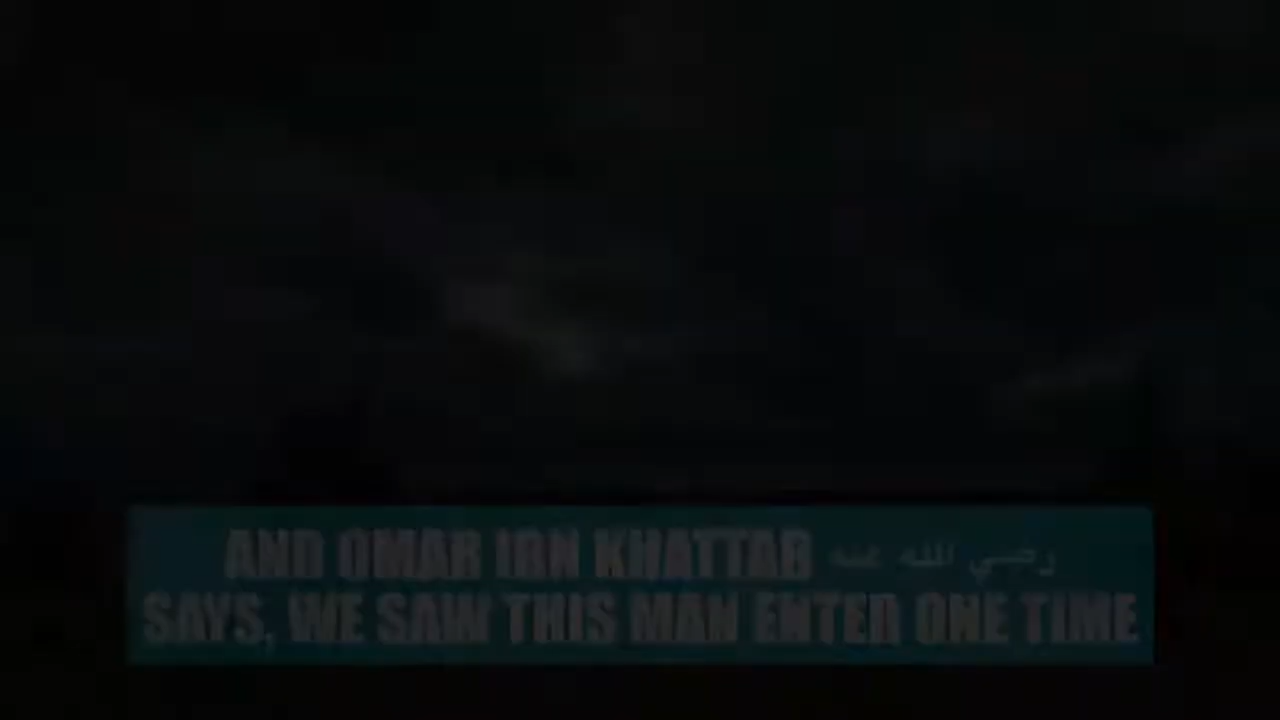 AND OMAR IBN KHATTAB رضي الله عنه
SAYS, WE SAW THIS MAN ENTER ONE TIME